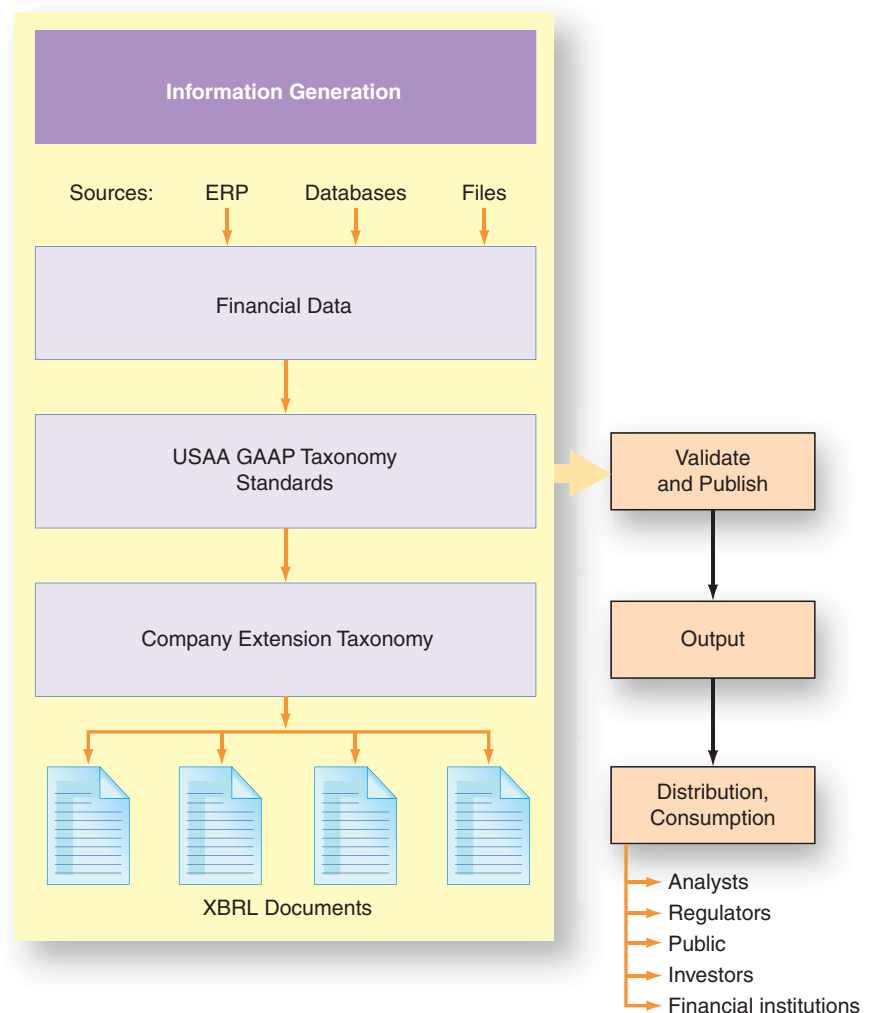 Information Generation
Sources: ERP Databases Files
Financial Data
USAA GAAP Taxonomy
Standards
Company Extension Taxonomy
XBRL Documents
Validate
and Publish
Output
Distribution,
Consumption
Analysts
Regulators
Public
Investors
Financial institutions